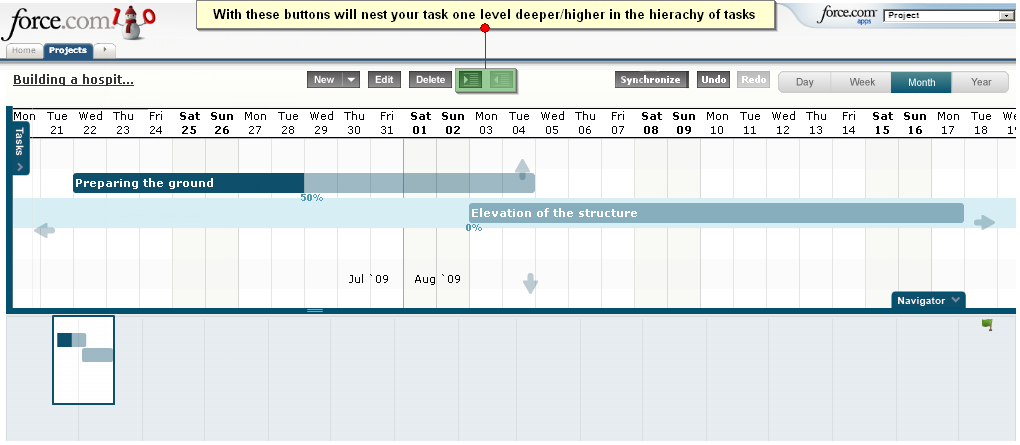 With these buttons will nest your task one level deeper/higher in the hierachy of tasks
force.com
force.com
apps
Project
Home
Projects
Building a hospit...
New
Edit
Delete
Synchronize
Undo
Redo
Day
Week
Month
Year
Mon Tue Wed Thu Fri Sat Sun Mon Tue Wed Thu Fri Sat Sun Mon Tue Wed Thu Fri Sat Sun Mon Tue Wed Thu Fri Sat Sun Mon Tue
21 22 23 24 25 26 27 28 29 30 31 01 02 03 04 05 06 07 08 09 10 11 12 13 14 15 16 17 18 19
Tasks
Preparing the ground
50%
Elevation of the structure
0%
Jul `09
Aug `09
Navigator